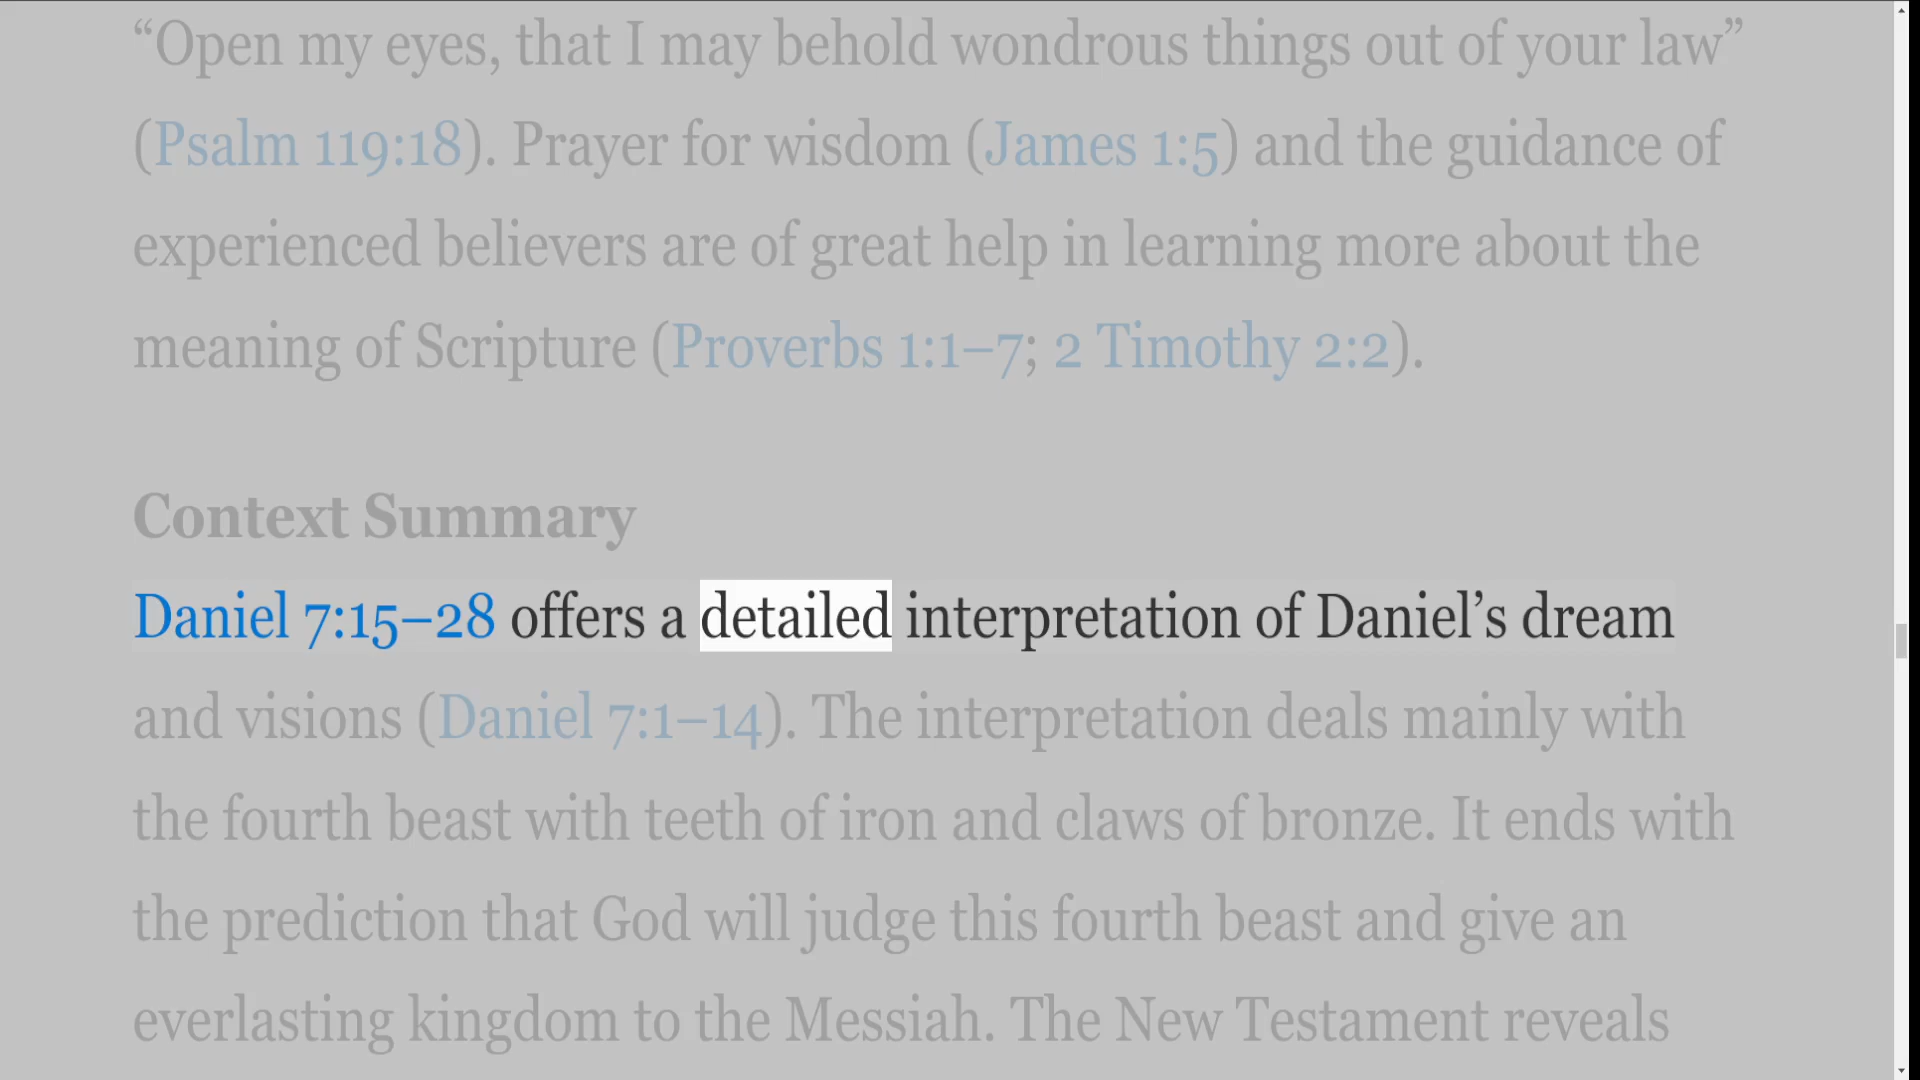 “Open my eyes, that I may behold wondrous things out of your law”
(Psalm 119:18). Prayer for wisdom (James 1:5) and the guidance of
experienced believers are of great help in learning more about the
meaning of Scripture (Proverbs 1:1–7; 2 Timothy 2:2).
Context Summary
Daniel 7:15–28 offers a detailed interpretation of Daniel’s dream
and visions (Daniel 7:1–14). The interpretation deals mainly with
the fourth beast with teeth of iron and claws of bronze. It ends with
the prediction that God will judge this fourth beast and give an
everlasting kingdom to the Messiah. The New Testament reveals